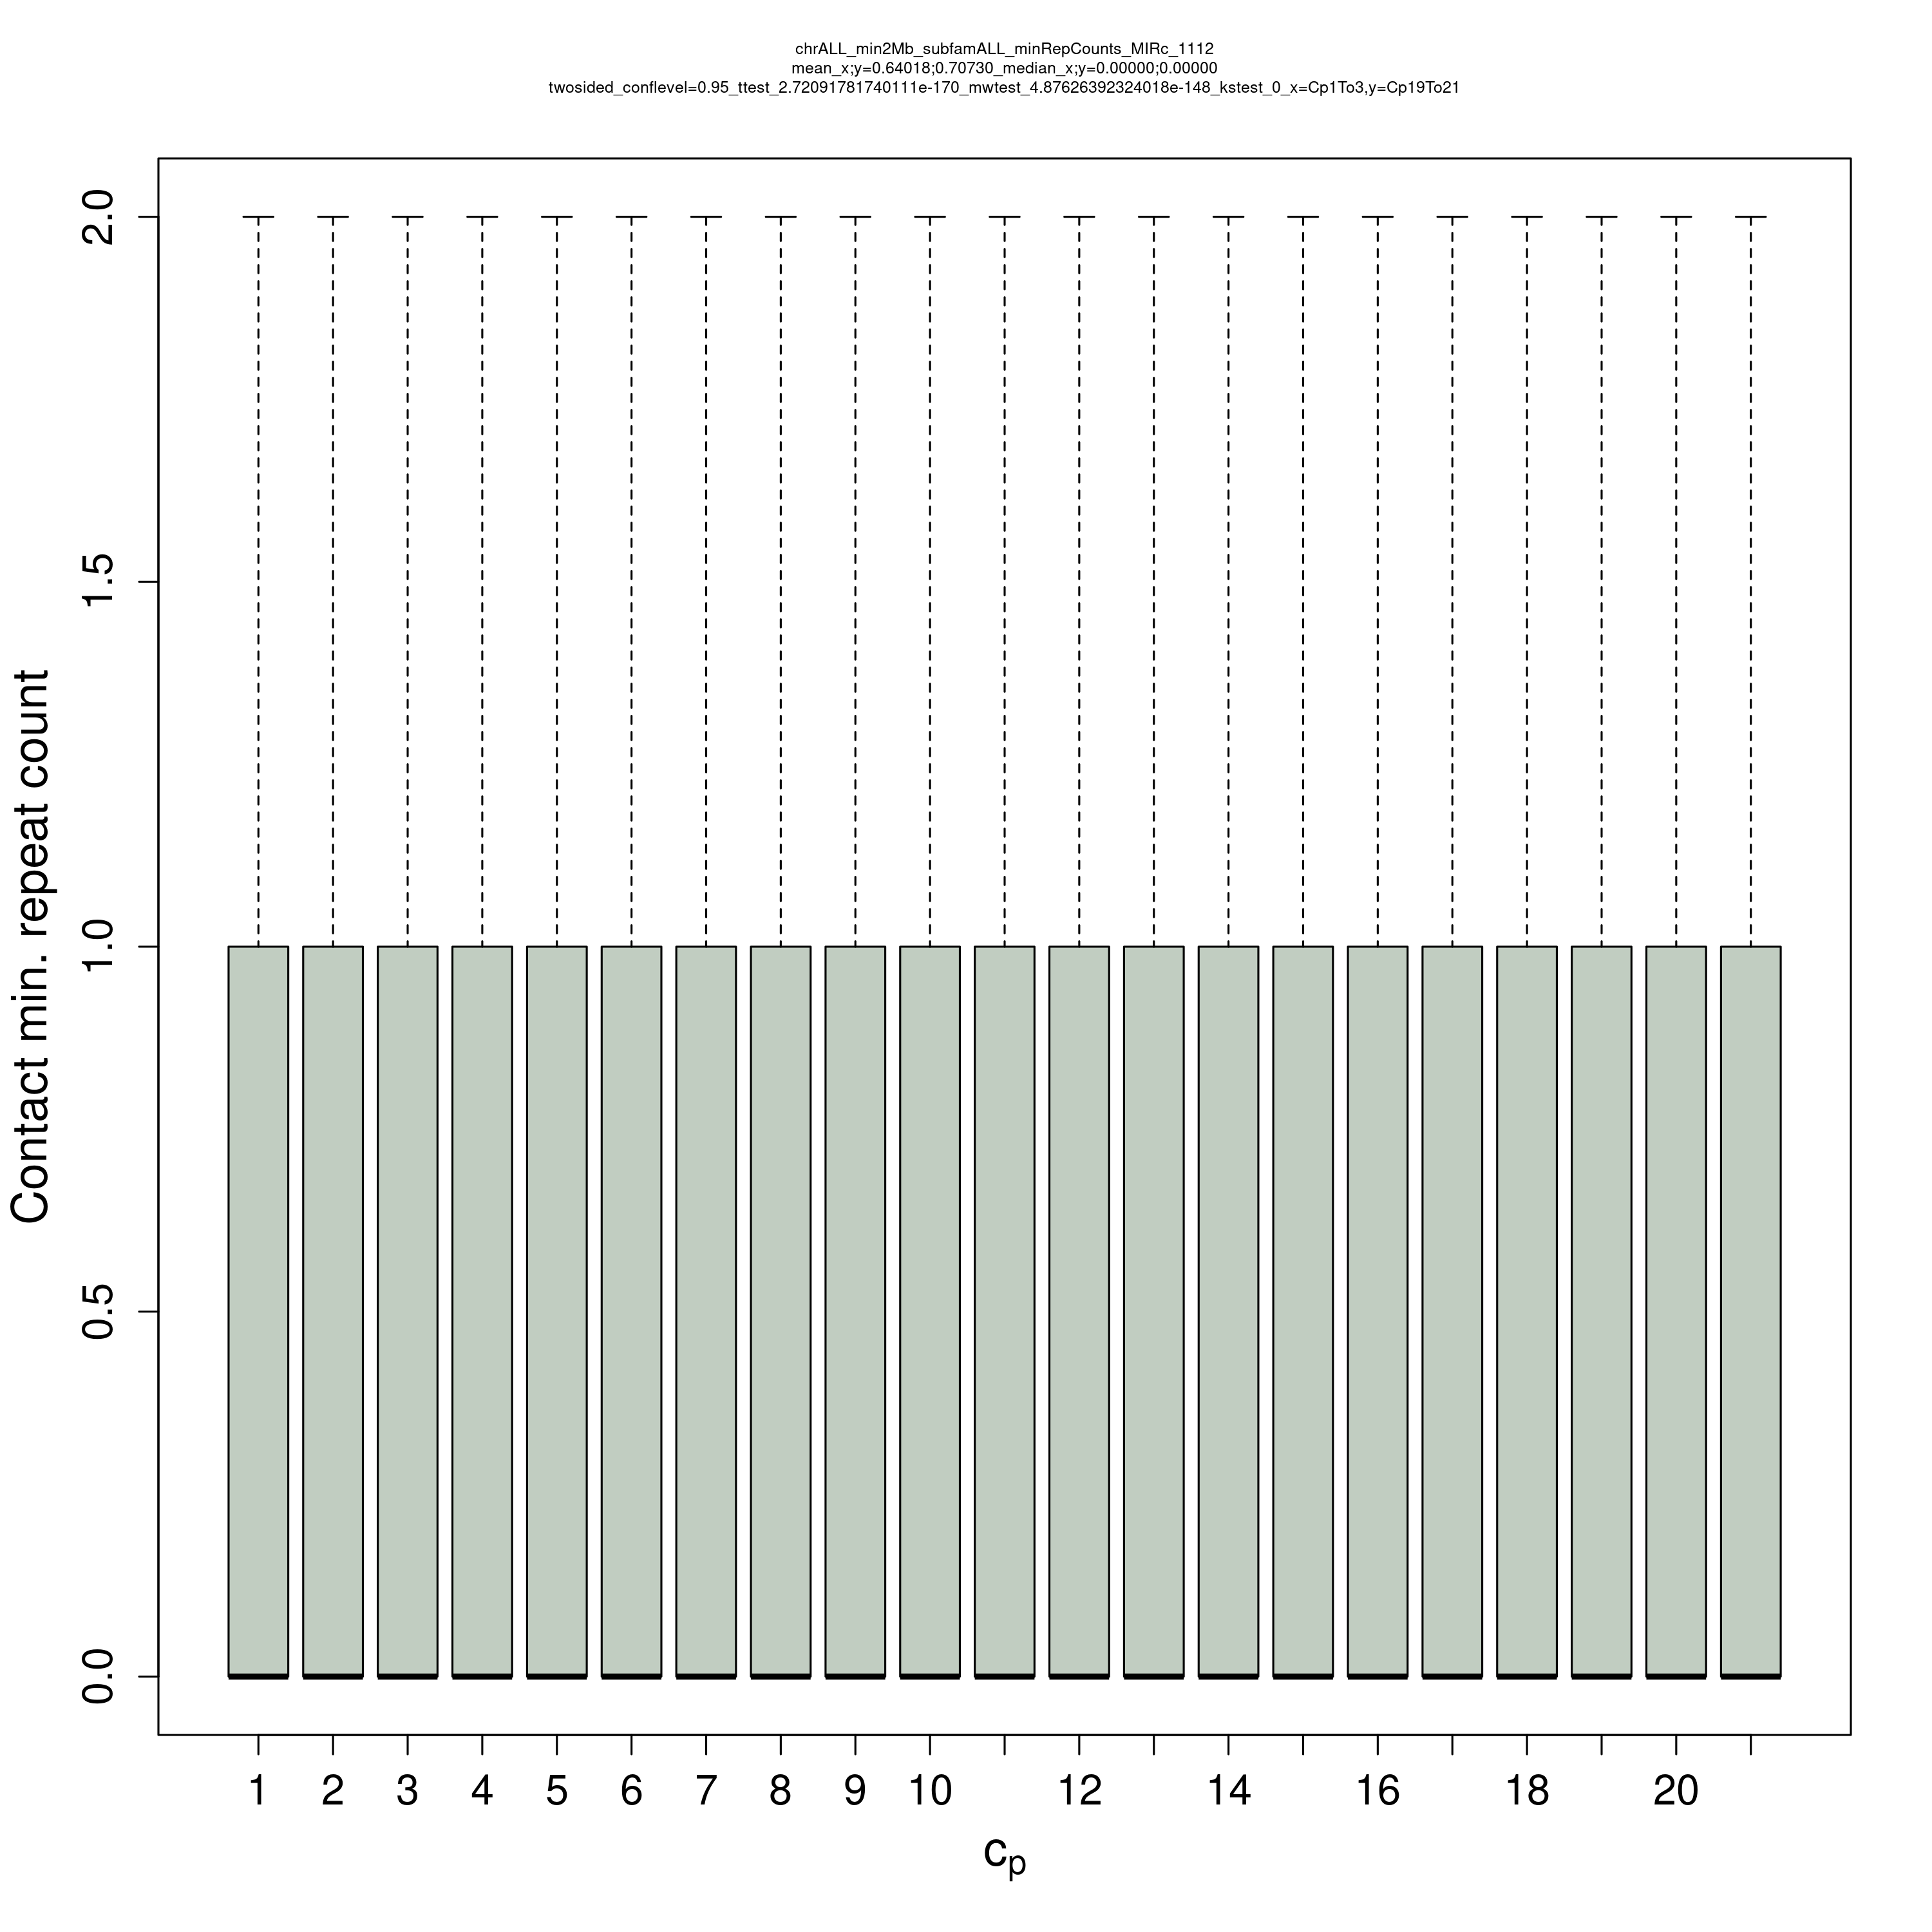 chrALL_min2Mb_subfamALL_minRepCounts_MIRc_1112
mean_x;y=0.64018;0.70730_median_x;y=0.00000;0.00000
twosided_conflevel=0.95_ttest_2.72091781740111e-170_mwtest_4.87626392324018e-148_kstest_0_x=Cp1To3,y=Cp19To21
Contact min. repeat count
2.0
1.5
1.0
0.5
0.0
1 2 3 4 5 6 7 8 9 10 12 14 16 18 20
cp